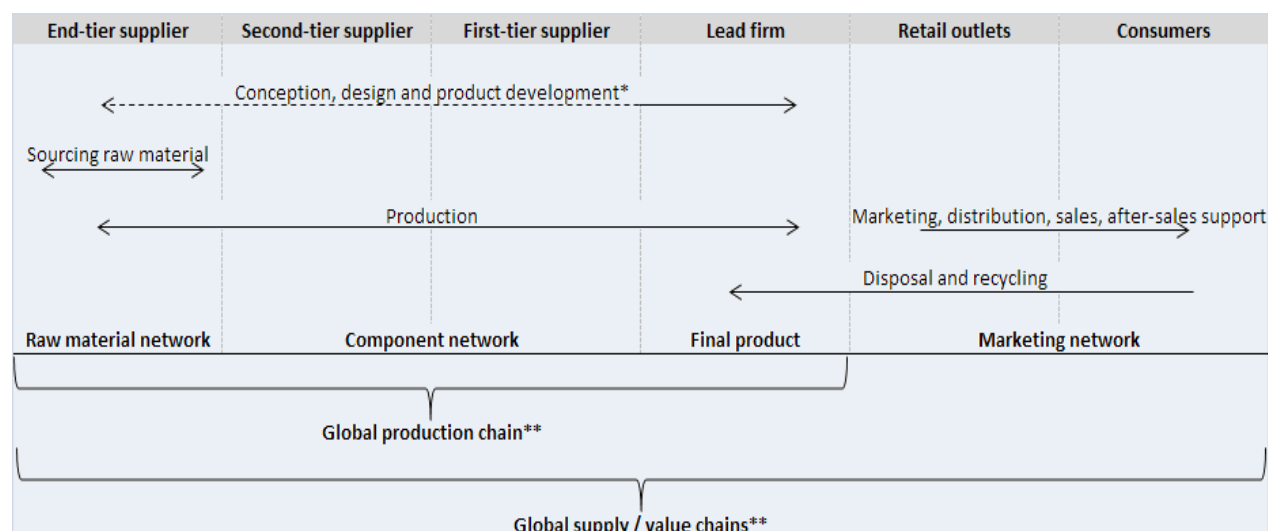 End-tier supplier Second-tier supplier First-tier supplier Lead firm Retail outlets Consumers
Conception, design and product development*
Sourcing raw material
Production
Marketing, distribution, sales, after-sales support
Disposal and recycling
Raw material network Component network Final product Marketing network
Global production chain**
Global supply / value chains**